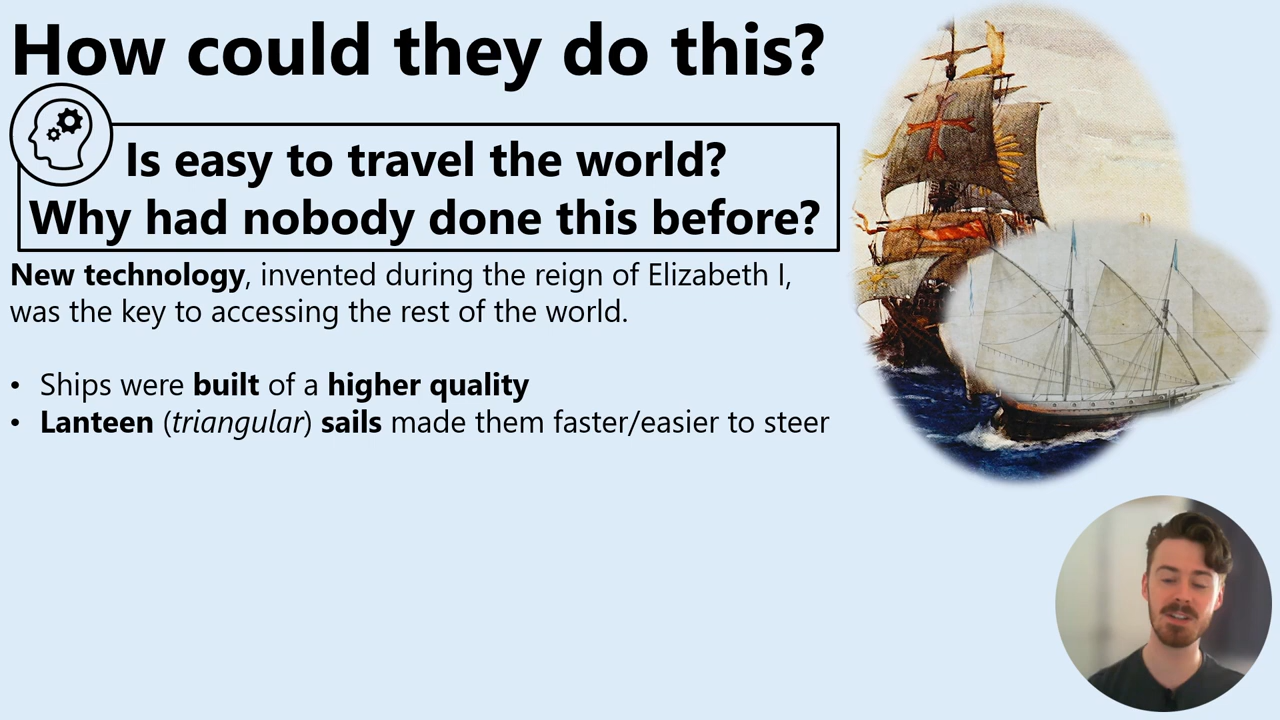 How could they do this?
Is easy to travel the world?
Why had nobody done this before?
New technology, invented during the reign of Elizabeth I,
was the key to accessing the rest of the world.
• Ships were built of a higher quality
• Lanteen (triangular) sails made them faster/easier to steer